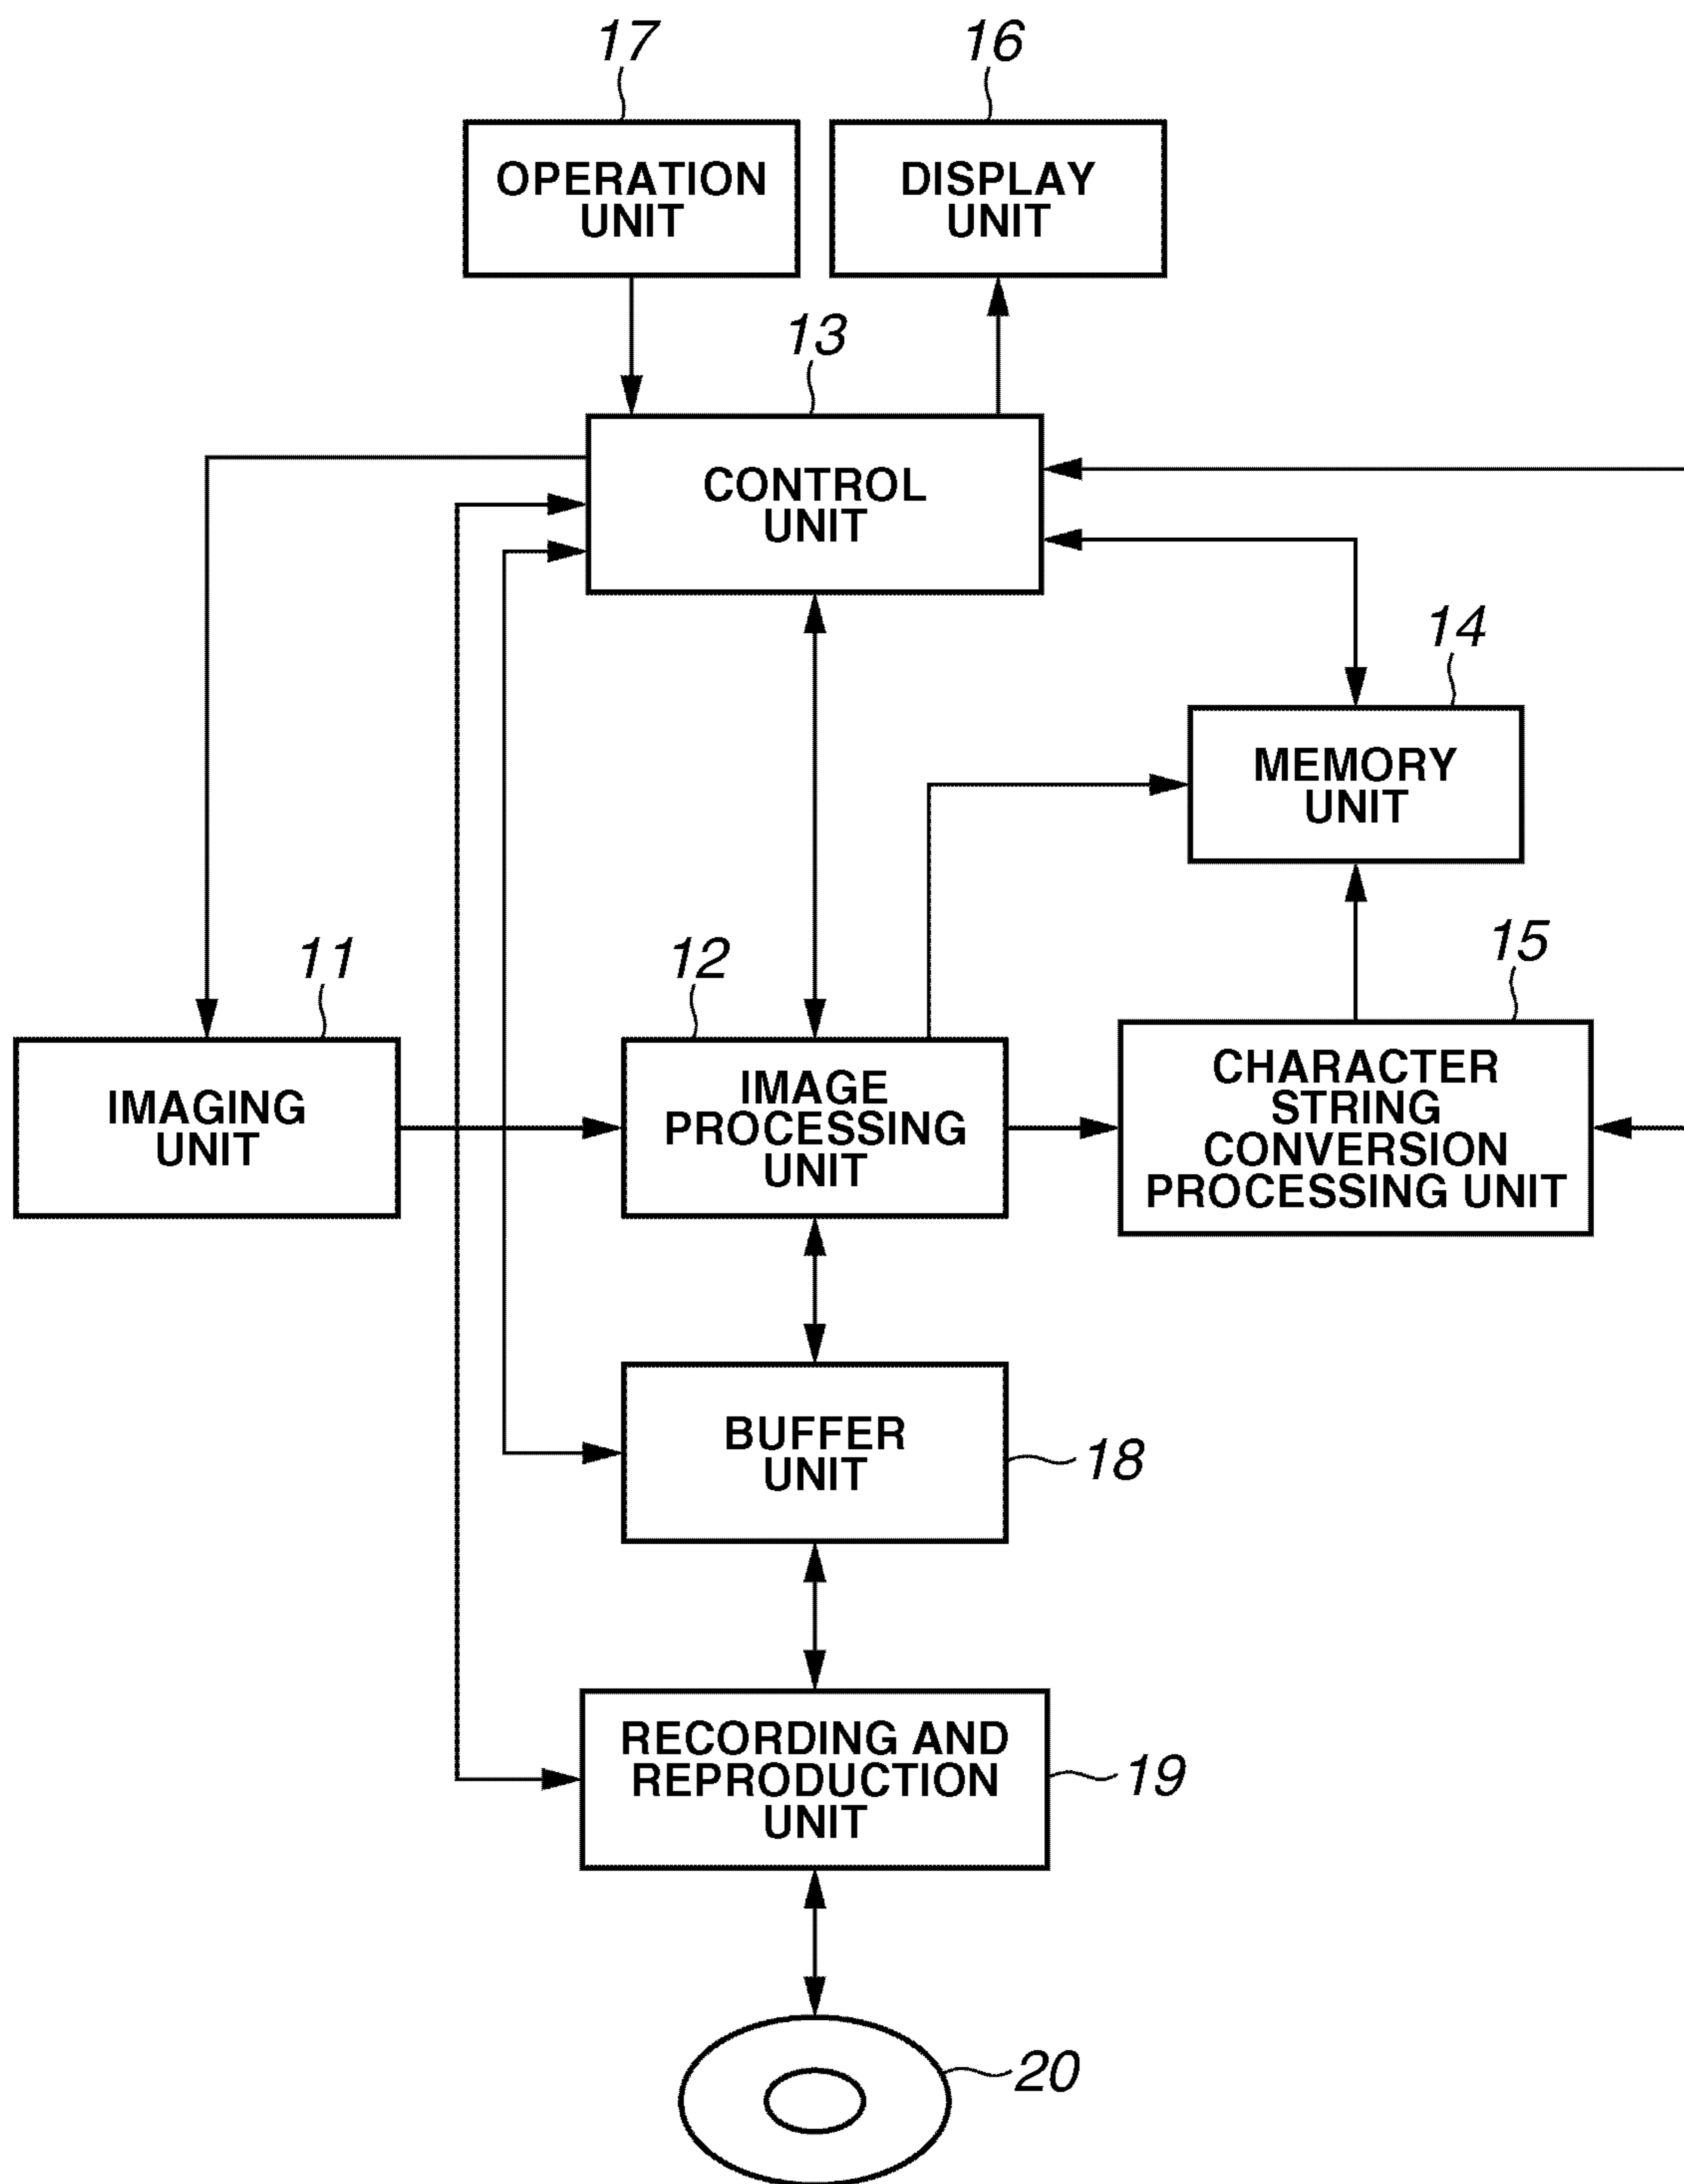 17
16
OPERATION
UNIT
DISPLAY
UNIT
13
CONTROL
UNIT
14
MEMORY
UNIT
11
12
15
IMAGING
UNIT
IMAGE
PROCESSING
UNIT
CHARACTER
STRING
CONVERSION
PROCESSING UNIT
BUFFER
UNIT
18
RECORDING AND
REPRODUCTION
UNIT
19
20